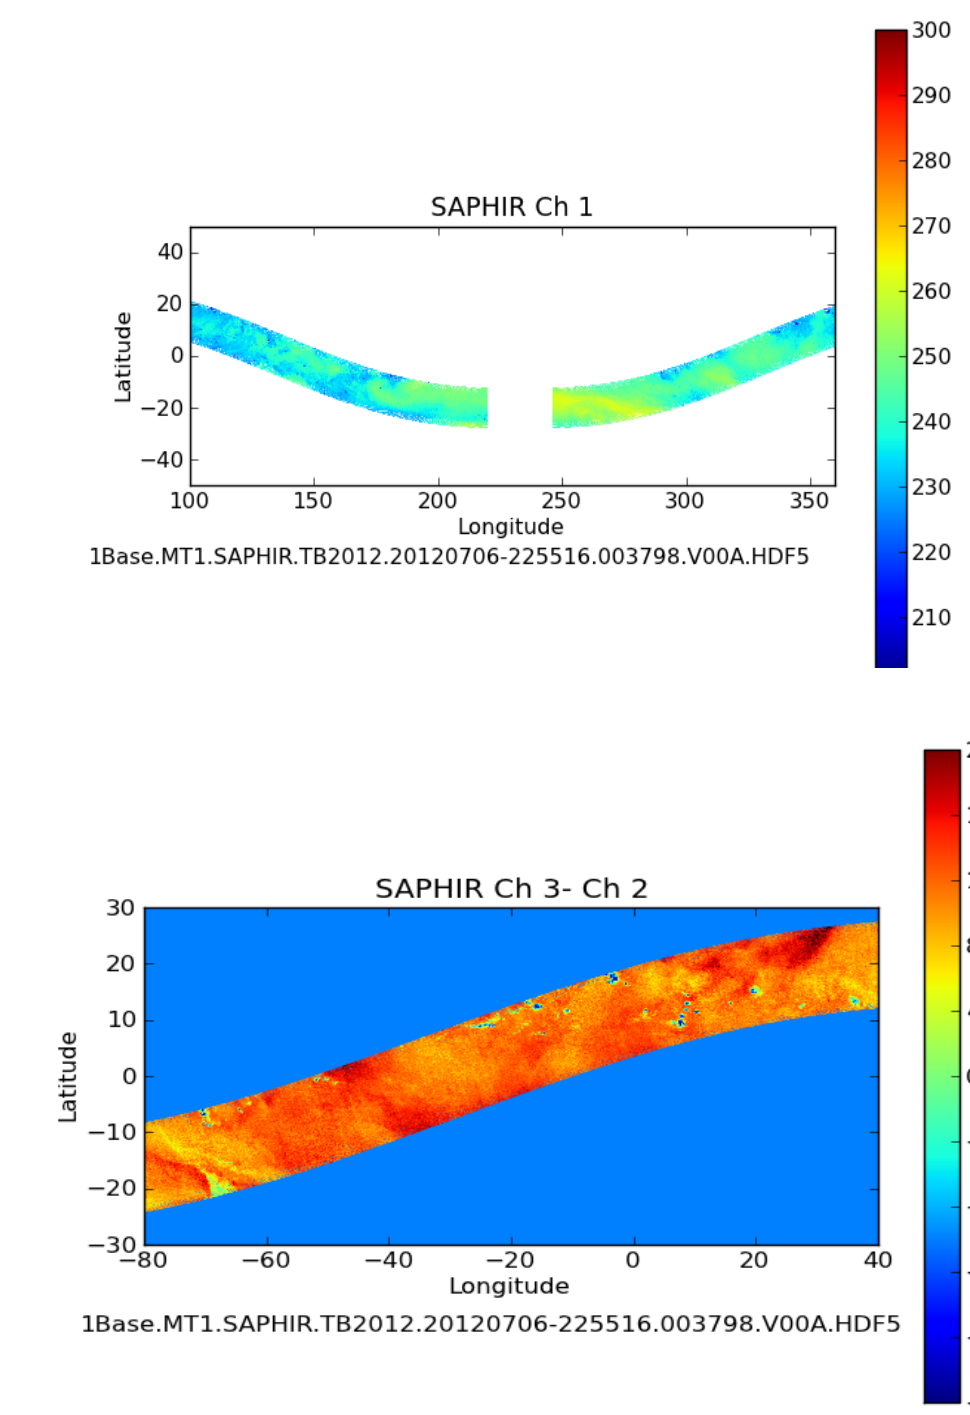 300
290
280
270
260
250
240
230
220
210
SAPHIR Ch 1
40
20
0
−20
−40
Latitude
100 150 200 250 300 350
Longitude
1Base.MT1.SAPHIR.TB2012.20120706-225516.003798.V00A.HDF5
SAPHIR Ch 3- Ch 2
30
20
10
0
−10
−20
−30
Latitude
−80 −60 −40 −20 0 20 40
Longitude
1Base.MT1.SAPHIR.TB2012.20120706-225516.003798.V00A.HDF5